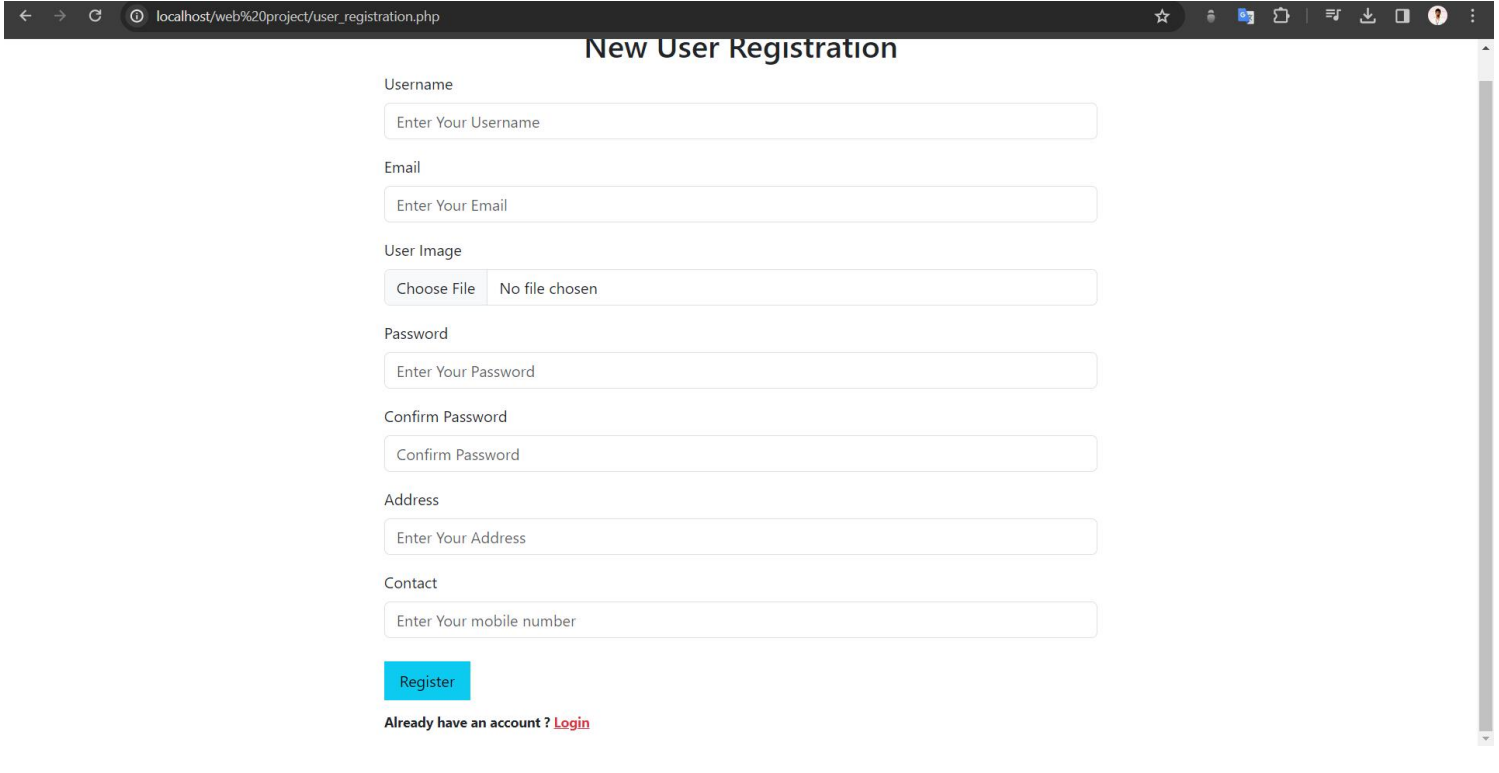 localhost/web%20project/user_registration.php
New User Registration
Username
Enter Your Username
Email
Enter Your Email
User Image
Choose File No file chosen
Password
Enter Your Password
Confirm Password
Confirm Password
Address
Enter Your Address
Contact
Enter Your mobile number
Register
Already have an account ? Login